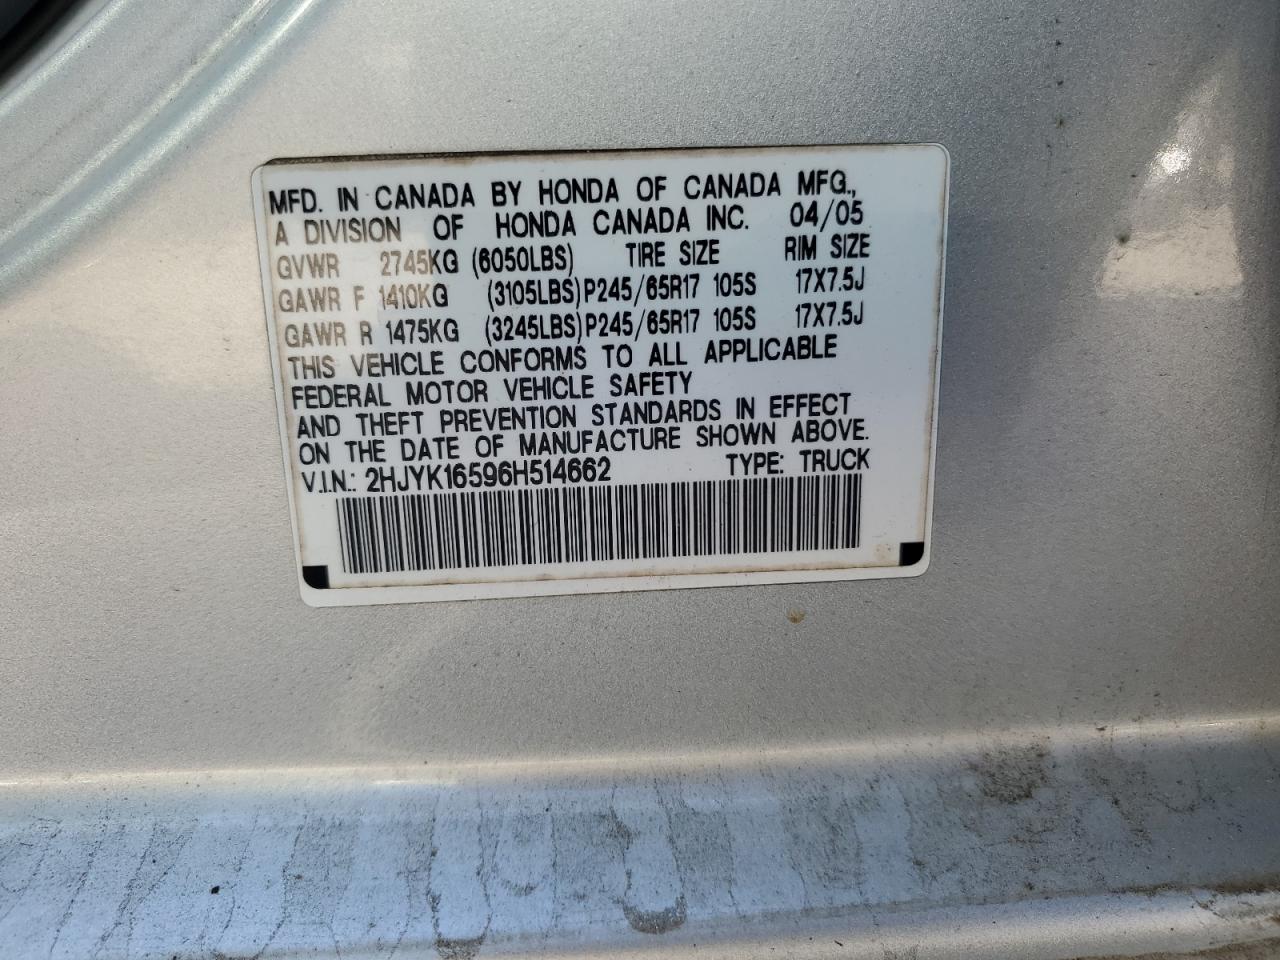 MFD. IN CANADA BY HONDA OF CANADA MFG.,
A DIVISION OF HONDA CANADA INC. 04/05
GVWR 2745KG (6050LBS) TIRE SIZE RIM SIZE
GAWR F 1410KG (3105LBS) P245/65R17 105S 17X7.5J
GAWR R 1475KG (3245LBS) P245/65R17 105S 17X7.5J
THIS VEHICLE CONFORMS TO ALL APPLICABLE
FEDERAL MOTOR VEHICLE SAFETY
AND THEFT PREVENTION STANDARDS IN EFFECT
ON THE DATE OF MANUFACTURE SHOWN ABOVE.
V.I.N.: 2HJYK16596H514662 TYPE: TRUCK